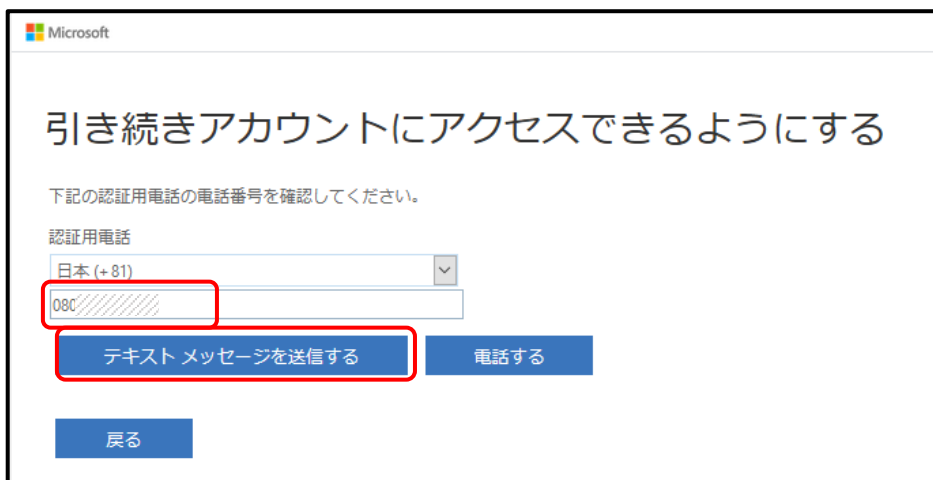 Microsoft
引き続きアカウントにアクセスできるようにする
下記の認証用電話の電話番号を確認してください。
認証用電話
日本 (+ 81)
080
テキスト メッセージを送信する
電話する
戻る